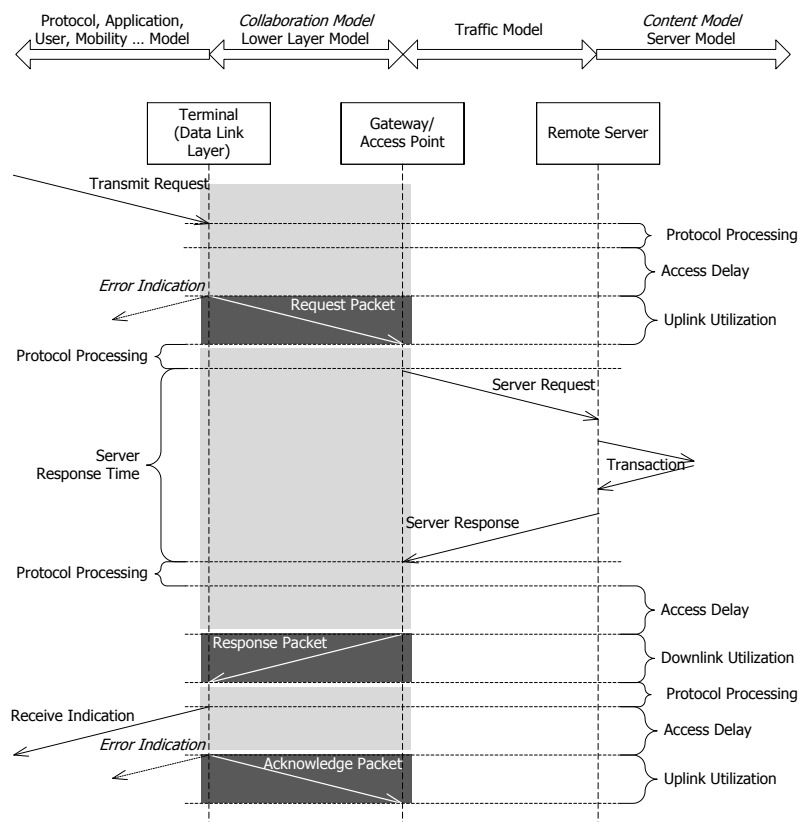 Protocol, Application,
User, Mobility … Model
Collaboration Model
Lower Layer Model
Traffic Model
Content Model
Server Model
Terminal
(Data Link
Layer)
Gateway/
Access Point
Remote Server
Transmit Request
Protocol Processing
Access Delay
Error Indication
Request Packet
Uplink Utilization
Protocol Processing
Server Request
Server
Response Time
Transaction
Server Response
Protocol Processing
Access Delay
Response Packet
Downlink Utilization
Protocol Processing
Receive Indication
Access Delay
Error Indication
Acknowledge Packet
Uplink Utilization